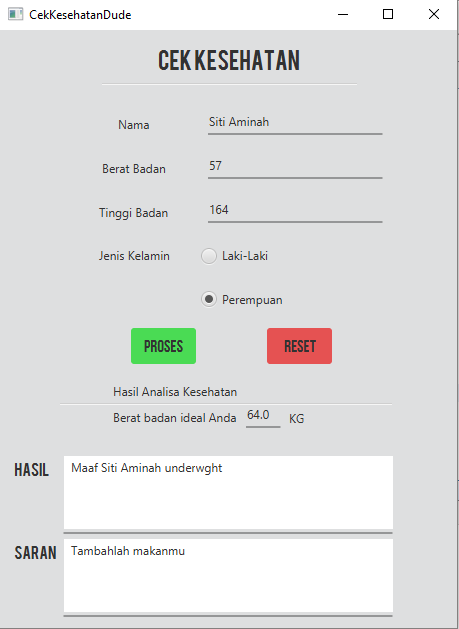 CekKesehatanDude
CEK KESEHATAN
Nama Siti Aminah
Berat Badan 57
Tinggi Badan 164
Jenis Kelamin Laki-Laki
Perempuan
PROSES RESET
Hasil Analisa Kesehatan
Berat badan ideal Anda 64.0 KG
HASIL Maaf Siti Aminah underwght
SARAN Tambahlah makanmu